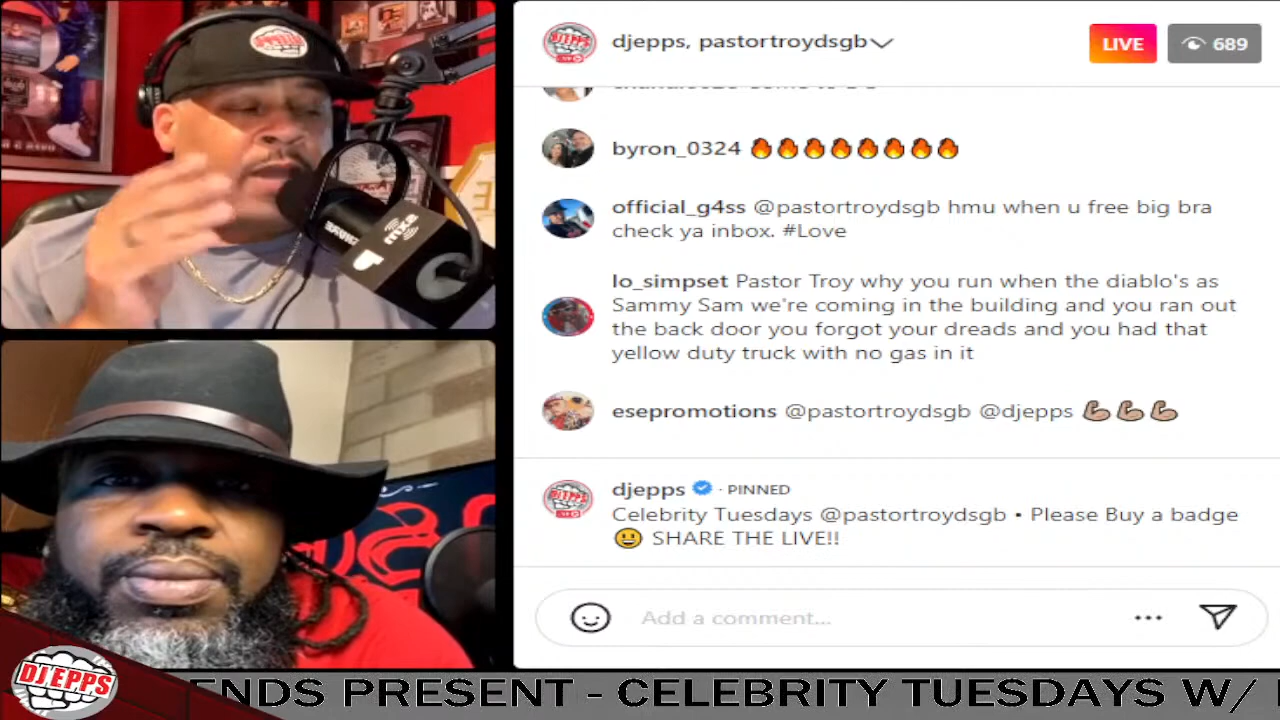 djepps, pastortroydsgb
LIVE
689
byron_0324 🔥🔥🔥🔥🔥🔥🔥🔥
official_g4ss @pastortroydsgb hmu when u free big bra
check ya inbox. #Love
lo_simpset Pastor Troy why you run when the diablo's as
Sammy Sam we're coming in the building and you ran out
the back door you forgot your dreads and you had that
yellow duty truck with no gas in it
esepromotions @pastortroydsgb @djepps 💪🏼💪🏼💪🏼
djepps · PINNED
Celebrity Tuesdays @pastortroydsgb • Please Buy a badge
😀 SHARE THE LIVE!!
Add a comment...
DJ EPPS
ENDS PRESENT - CELEBRITY TUESDAYS W/